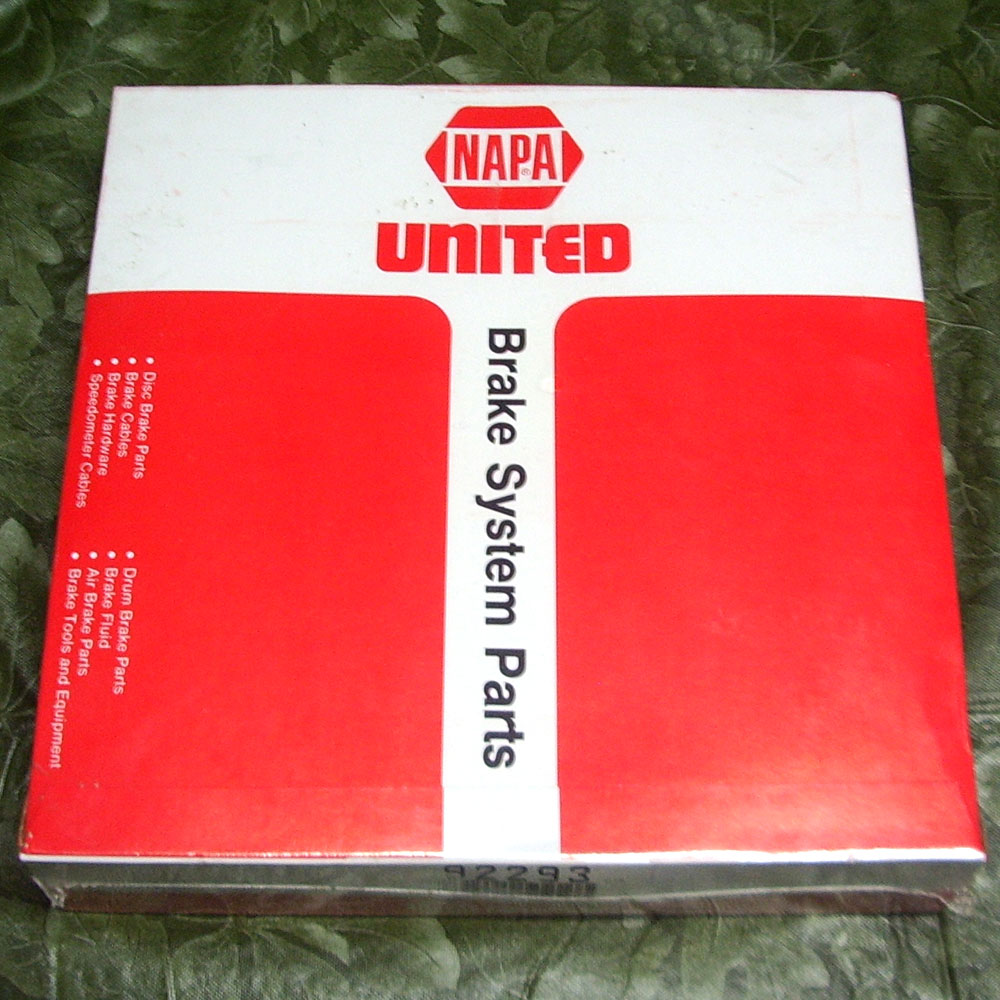 NAPA®
UNITED
Brake System Parts
• Disc Brake Parts
• Brake Cables
• Brake Hardware
• Speedometer Cables
• Drum Brake Parts
• Brake Fluid
• Air Brake Parts
• Brake Tools and Equipment
92293